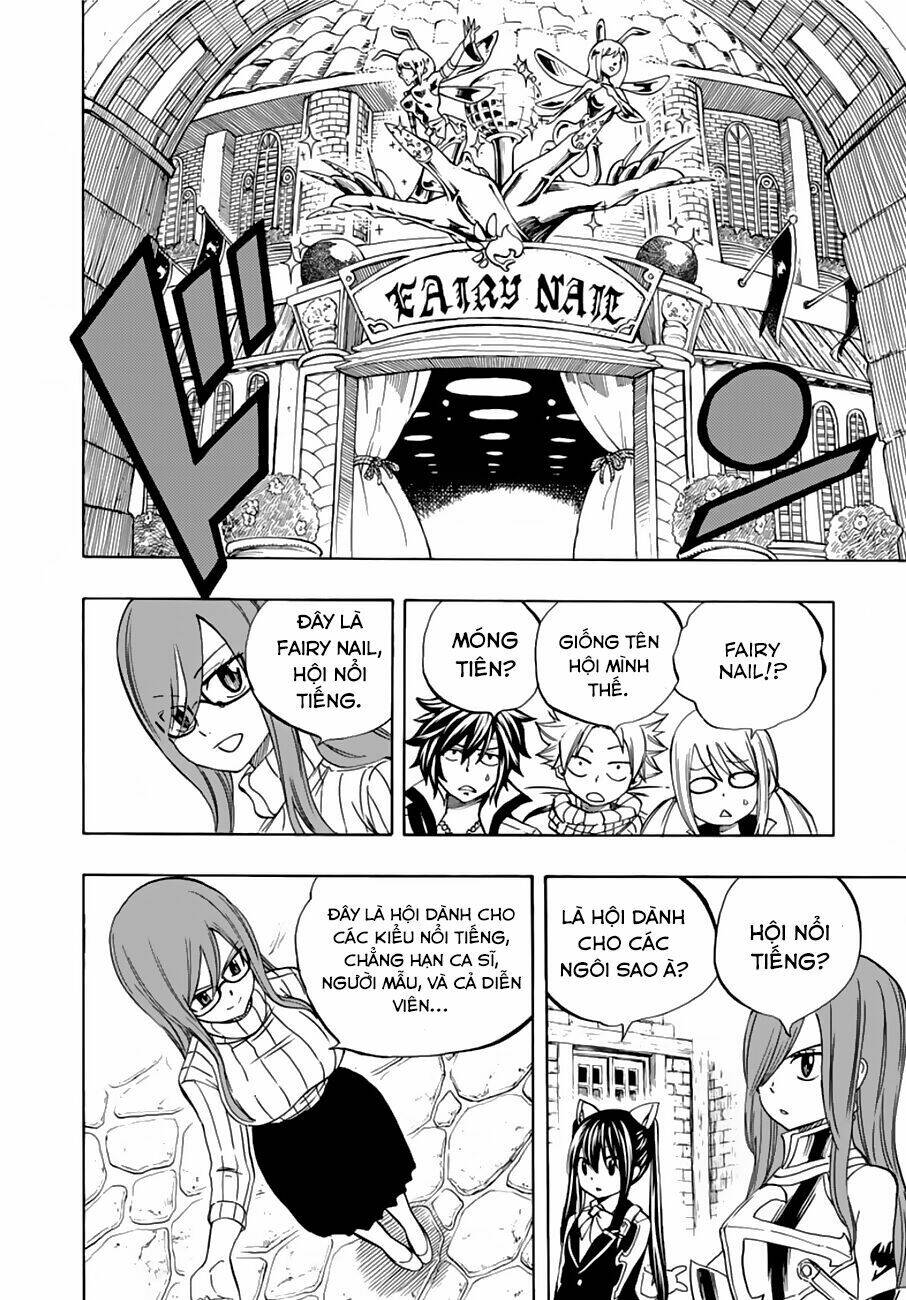 FAIRY NAIL
ドン
FAIRY
NAIL!?
GIỐNG TÊN
HỘI MÌNH
THẾ.
MÓNG
TIÊN?
ĐÂY LÀ
FAIRY NAIL,
HỘI NỔI
TIẾNG.
HỘI NỔI
TIẾNG?
LÀ HỘI DÀNH
CHO CÁC
NGÔI SAO À?
ĐÂY LÀ HỘI DÀNH CHO
CÁC KIỂU NỔI TIẾNG,
CHẲNG HẠN CA SĨ,
NGƯỜI MẪU, VÀ CẢ DIỄN
VIÊN...